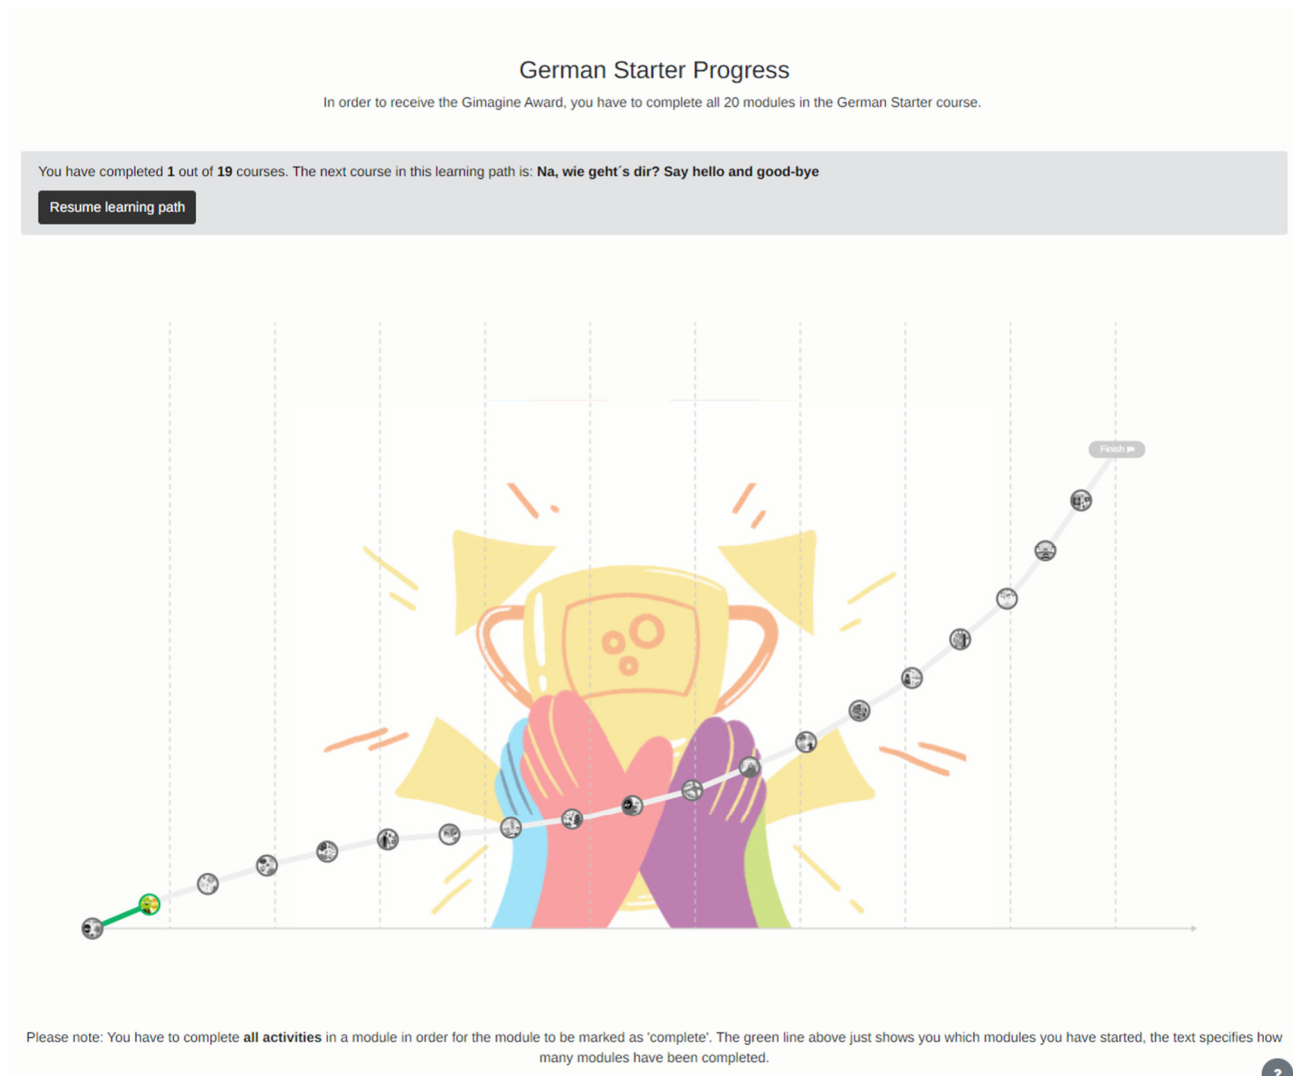 German Starter Progress
In order to receive the Gimagine Award, you have to complete all 20 modules in the German Starter course.
You have completed 1 out of 19 courses. The next course in this learning path is: Na, wie geht´s dir? Say hello and good-bye
Resume learning path
Finish
Please note: You have to complete all activities in a module in order for the module to be marked as 'complete'. The green line above just shows you which modules you have started, the text specifies how
many modules have been completed.
?